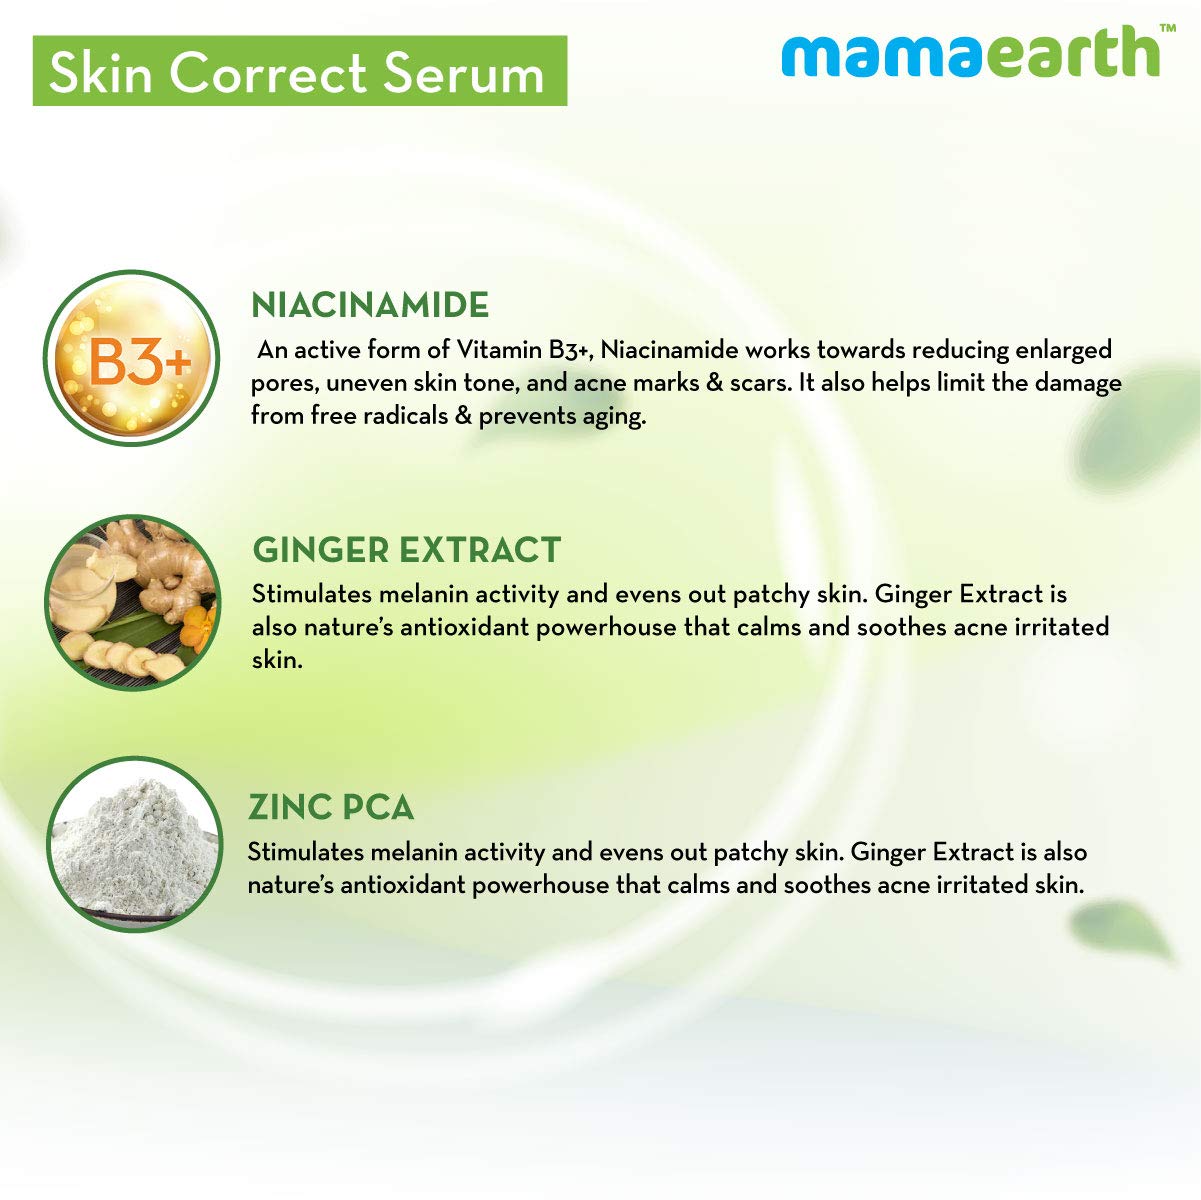 Skin Correct Serum
mamaearth™
B3+
NIACINAMIDE
An active form of Vitamin B3+, Niacinamide works towards reducing enlarged
pores, uneven skin tone, and acne marks & scars. It also helps limit the damage
from free radicals & prevents aging.
GINGER EXTRACT
Stimulates melanin activity and evens out patchy skin. Ginger Extract is
also nature's antioxidant powerhouse that calms and soothes acne irritated
skin.
ZINC PCA
Stimulates melanin activity and evens out patchy skin. Ginger Extract is also
nature's antioxidant powerhouse that calms and soothes acne irritated skin.